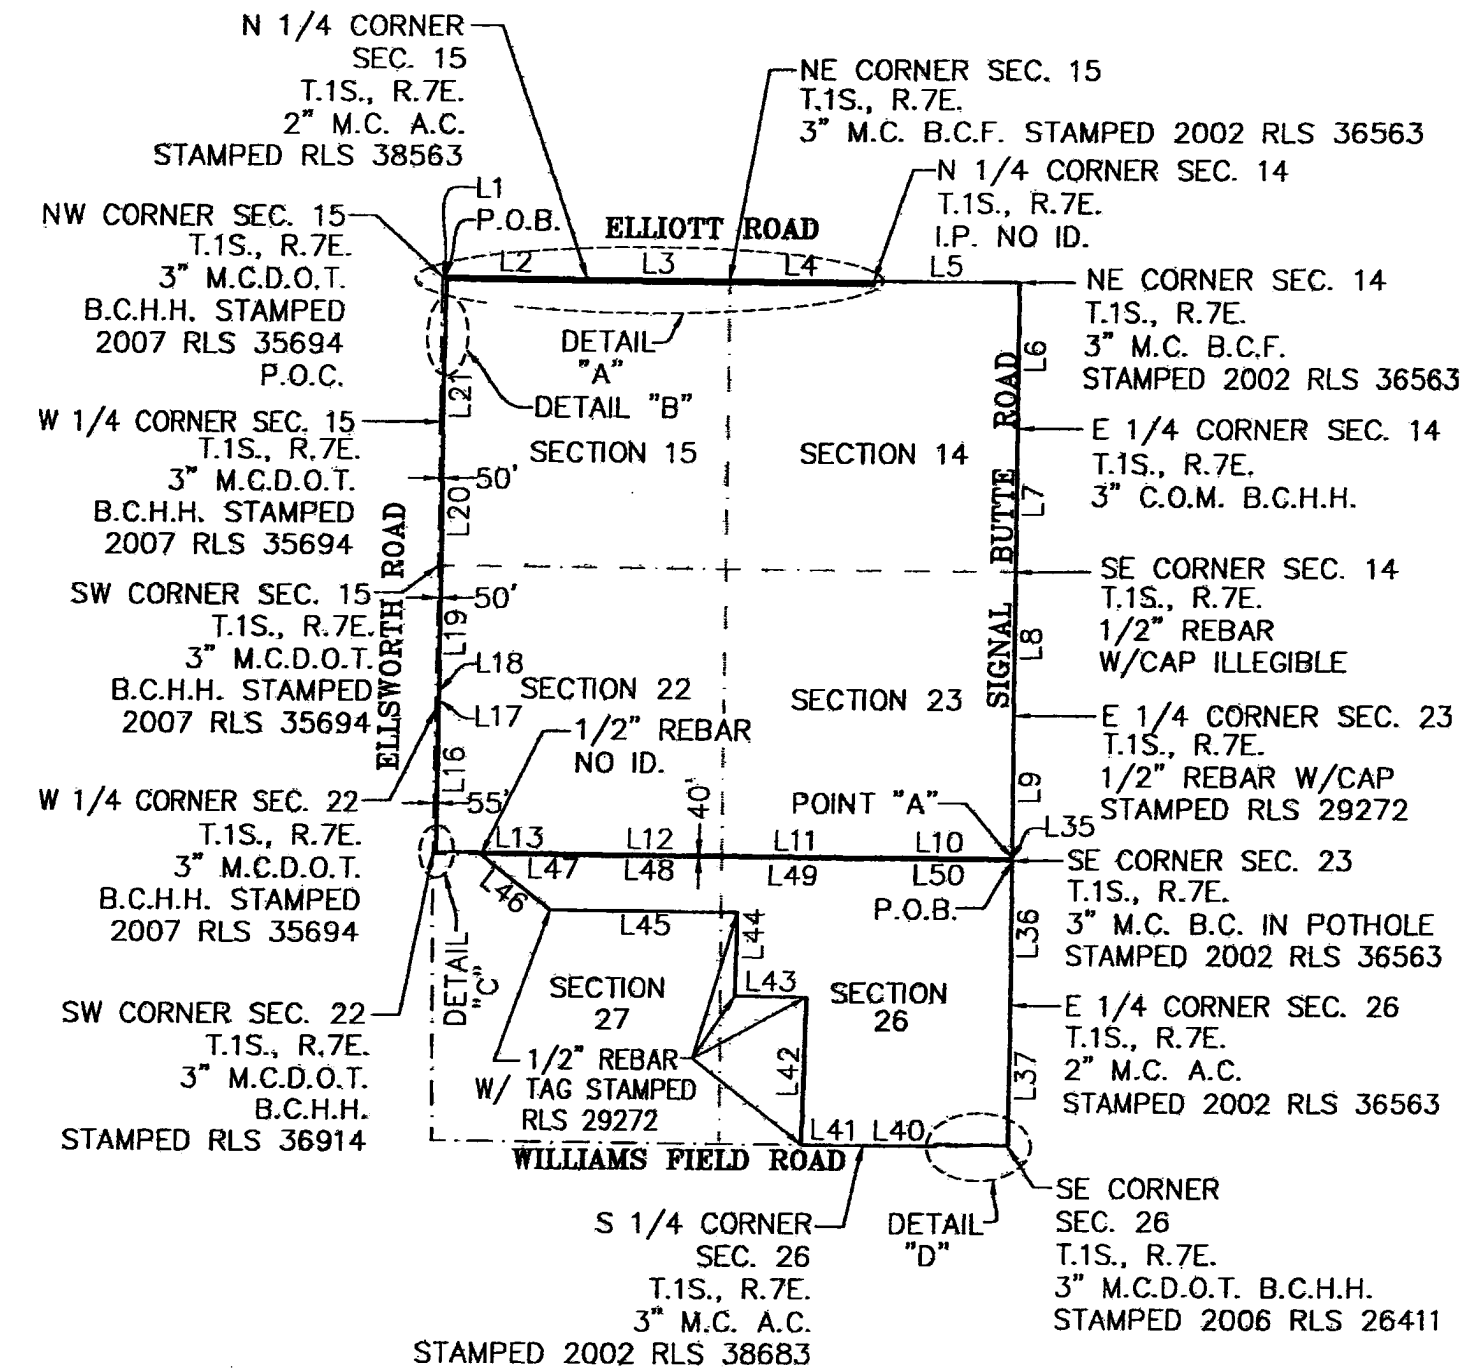 N 1/4 CORNER
SEC. 15
T.1S., R.7E.
2" M.C. A.C.
STAMPED RLS 38563
NE CORNER SEC. 15
T.1S., R.7E.
3" M.C. B.C.F. STAMPED 2002 RLS 36563
N 1/4 CORNER SEC. 14
T.1S., R.7E.
I.P. NO ID.
L1
P.O.B.
ELLIOTT ROAD
L2
L3
L4
L5
NW CORNER SEC. 15
T.1S., R.7E.
3" M.C.D.O.T.
B.C.H.H. STAMPED
2007 RLS 35694
P.O.C.
NE CORNER SEC. 14
T.1S., R.7E.
3" M.C. B.C.F.
STAMPED 2002 RLS 36563
DETAIL
"A"
DETAIL "B"
L21
L6
W 1/4 CORNER SEC. 15
T.1S., R.7E.
3" M.C.D.O.T.
B.C.H.H. STAMPED
2007 RLS 35694
SECTION 15
SECTION 14
E 1/4 CORNER SEC. 14
T.1S., R.7E.
3" C.O.M. B.C.H.H.
50'
L20
L7
SIGNAL BUTTE ROAD
ELLSWORTH ROAD
SW CORNER SEC. 15
T.1S., R.7E.
3" M.C.D.O.T.
B.C.H.H. STAMPED
2007 RLS 35694
50'
L19
L18
L17
L8
SE CORNER SEC. 14
T.1S., R.7E.
1/2" REBAR
W/CAP ILLEGIBLE
SECTION 22
SECTION 23
1/2" REBAR
NO ID.
E 1/4 CORNER SEC. 23
T.1S., R.7E.
1/2" REBAR W/CAP
STAMPED RLS 29272
L16
55'
40'
POINT "A"
L9
L35
W 1/4 CORNER SEC. 22
T.1S., R.7E.
3" M.C.D.O.T.
B.C.H.H. STAMPED
2007 RLS 35694
L13
L12
L11
L10
L47
L48
L49
L50
P.O.B.
SE CORNER SEC. 23
T.1S., R.7E.
3" M.C. B.C. IN POTHOLE
STAMPED 2002 RLS 36563
L46
L45
L44
L36
DETAIL
"C"
SECTION
27
L43
SECTION
26
SW CORNER SEC. 22
T.1S., R.7E.
3" M.C.D.O.T.
B.C.H.H.
STAMPED RLS 36914
E 1/4 CORNER SEC. 26
T.1S., R.7E.
2" M.C. A.C.
STAMPED 2002 RLS 36563
1/2" REBAR
W/ TAG STAMPED
RLS 29272
L42
L37
L41
L40
WILLIAMS FIELD ROAD
S 1/4 CORNER
SEC. 26
T.1S., R.7E.
3" M.C. A.C.
STAMPED 2002 RLS 38683
DETAIL
"D"
SE CORNER
SEC. 26
T.1S., R.7E.
3" M.C.D.O.T. B.C.H.H.
STAMPED 2006 RLS 26411